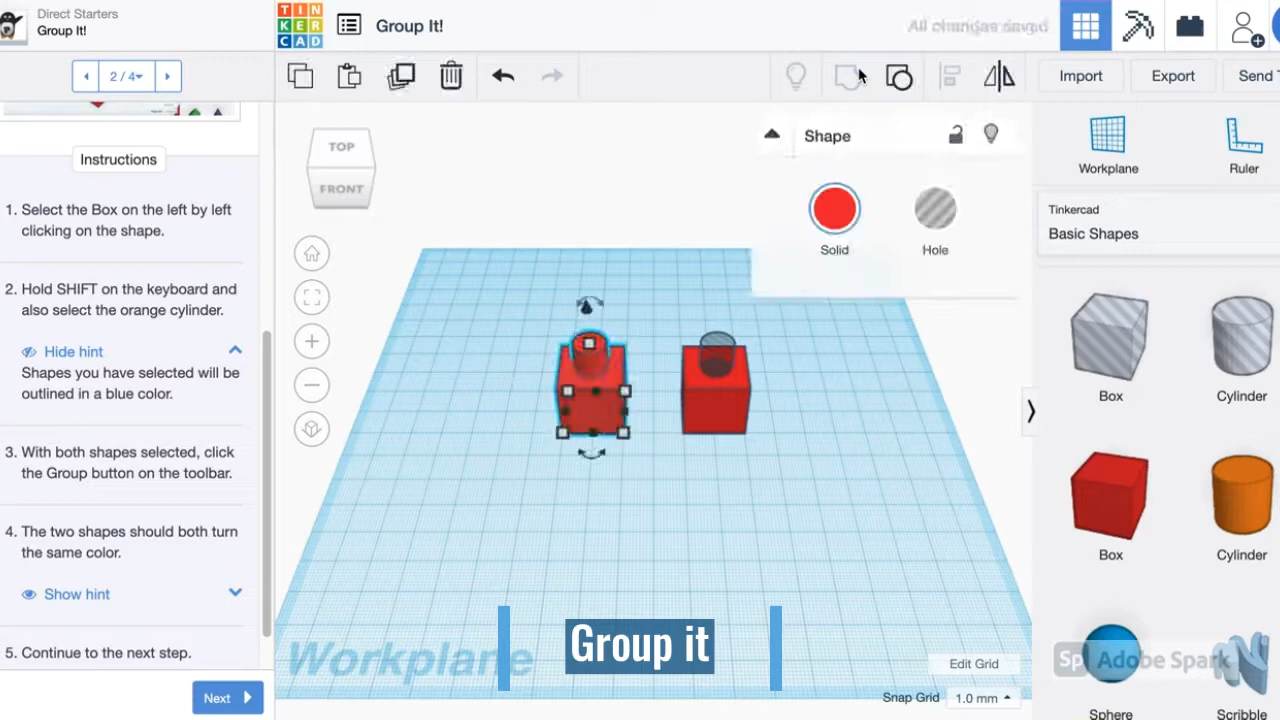 Direct Starters
Group It!
TIN
KER
CAD
Group It!
All changes saved
2 / 4
Import
Export
Send T
Instructions
1. Select the Box on the left by left
clicking on the shape.
2. Hold SHIFT on the keyboard and
also select the orange cylinder.
Hide hint
Shapes you have selected will be
outlined in a blue color.
3. With both shapes selected, click
the Group button on the toolbar.
4. The two shapes should both turn
the same color.
Show hint
5. Continue to the next step.
Next
TOP
FRONT
Shape
Solid
Hole
Workplane
Group it
Edit Grid
Snap Grid
1.0 mm
Workplane
Ruler
Tinkercad
Basic Shapes
Box
Cylinder
Box
Cylinder
Sp Adobe Spark
Sphere
Scribble